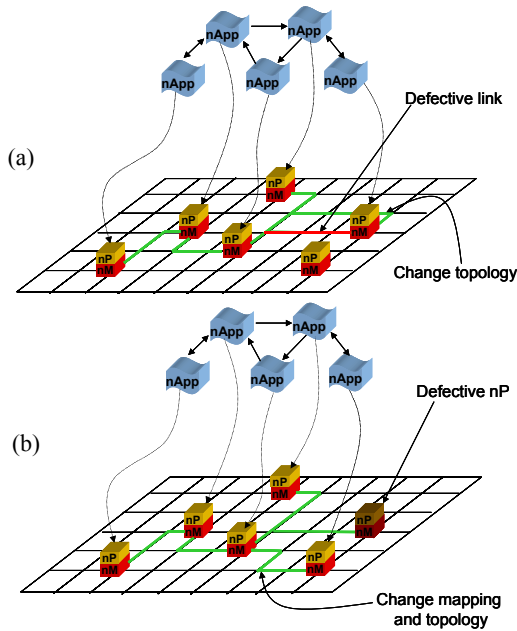 nApp
nApp
nApp
nApp
nApp
Defective link
(a)
nP
nM
nP
nM
nP
nM
nP
nM
nP
nM
nP
nM
Change topology
nApp
nApp
nApp
nApp
nApp
Defective nP
(b)
nP
nM
nP
nM
nP
nM
nP
nM
nP
nM
nP
nM
Change mapping
and topology